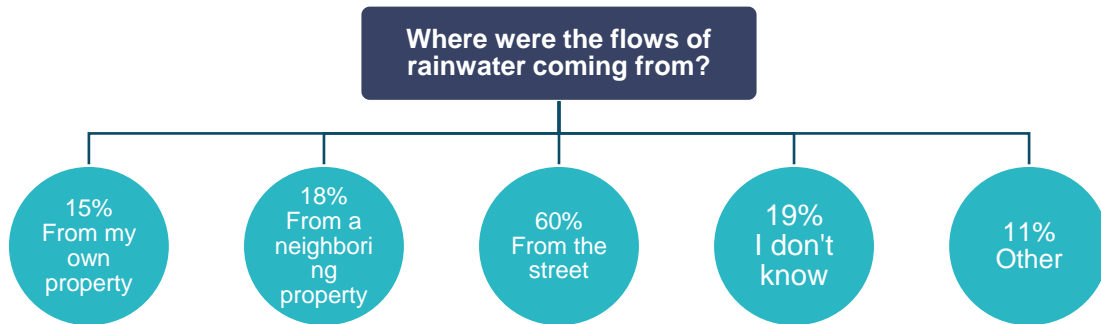 Where were the flows of
rainwater coming from?
15%
From my
own
property
18%
From a
neighbori
ng
property
60%
From the
street
19%
I don't
know
11%
Other